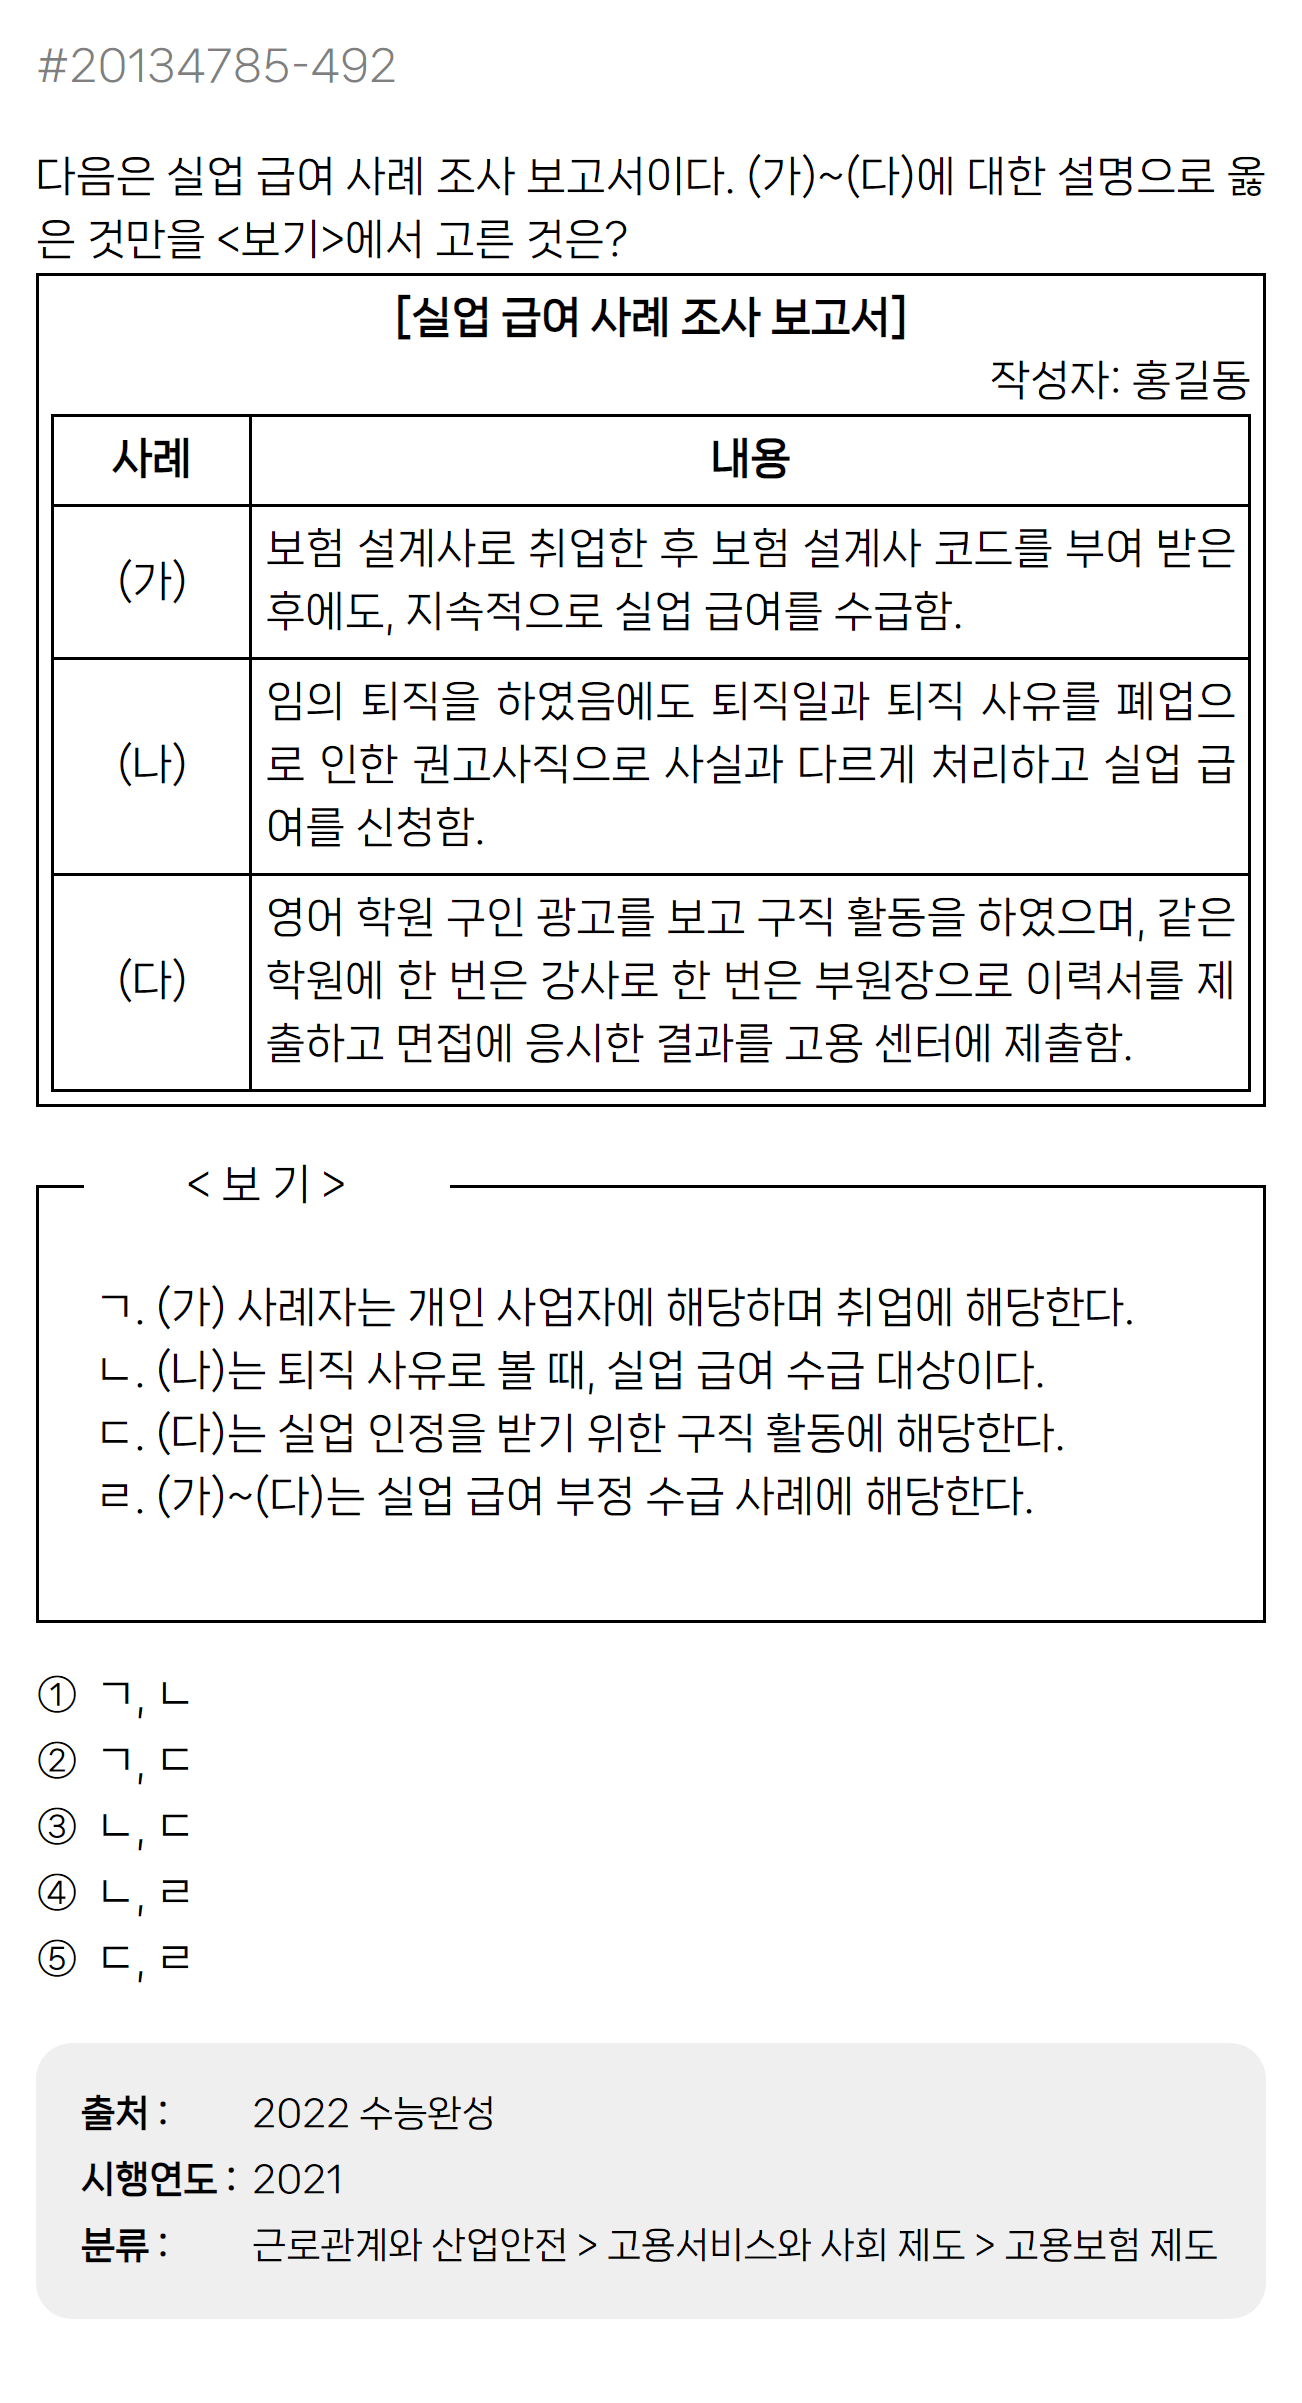 #20134785-492
다음은 실업 급여 사례 조사 보고서이다. (가)~(다)에 대한 설명으로 옳
은 것만을 <보기>에서 고른 것은?
[실업 급여 사례 조사 보고서]
작성자: 홍길동
사례 내용
(가) 보험 설계사로 취업한 후 보험 설계사 코드를 부여 받은
후에도, 지속적으로 실업 급여를 수급함.
(나) 임의 퇴직을 하였음에도 퇴직일과 퇴직 사유를 폐업으
로 인한 권고사직으로 사실과 다르게 처리하고 실업 급
여를 신청함.
(다) 영어 학원 구인 광고를 보고 구직 활동을 하였으며, 같은
학원에 한 번은 강사로 한 번은 부원장으로 이력서를 제
출하고 면접에 응시한 결과를 고용 센터에 제출함.
< 보 기 >
ㄱ. (가) 사례자는 개인 사업자에 해당하며 취업에 해당한다.
ㄴ. (나)는 퇴직 사유로 볼 때, 실업 급여 수급 대상이다.
ㄷ. (다)는 실업 인정을 받기 위한 구직 활동에 해당한다.
ㄹ. (가)~(다)는 실업 급여 부정 수급 사례에 해당한다.
① ㄱ, ㄴ
② ㄱ, ㄷ
③ ㄴ, ㄷ
④ ㄴ, ㄹ
⑤ ㄷ, ㄹ
출처 : 2022 수능완성
시행연도 : 2021
분류 : 근로관계와 산업안전 > 고용서비스와 사회 제도 > 고용보험 제도